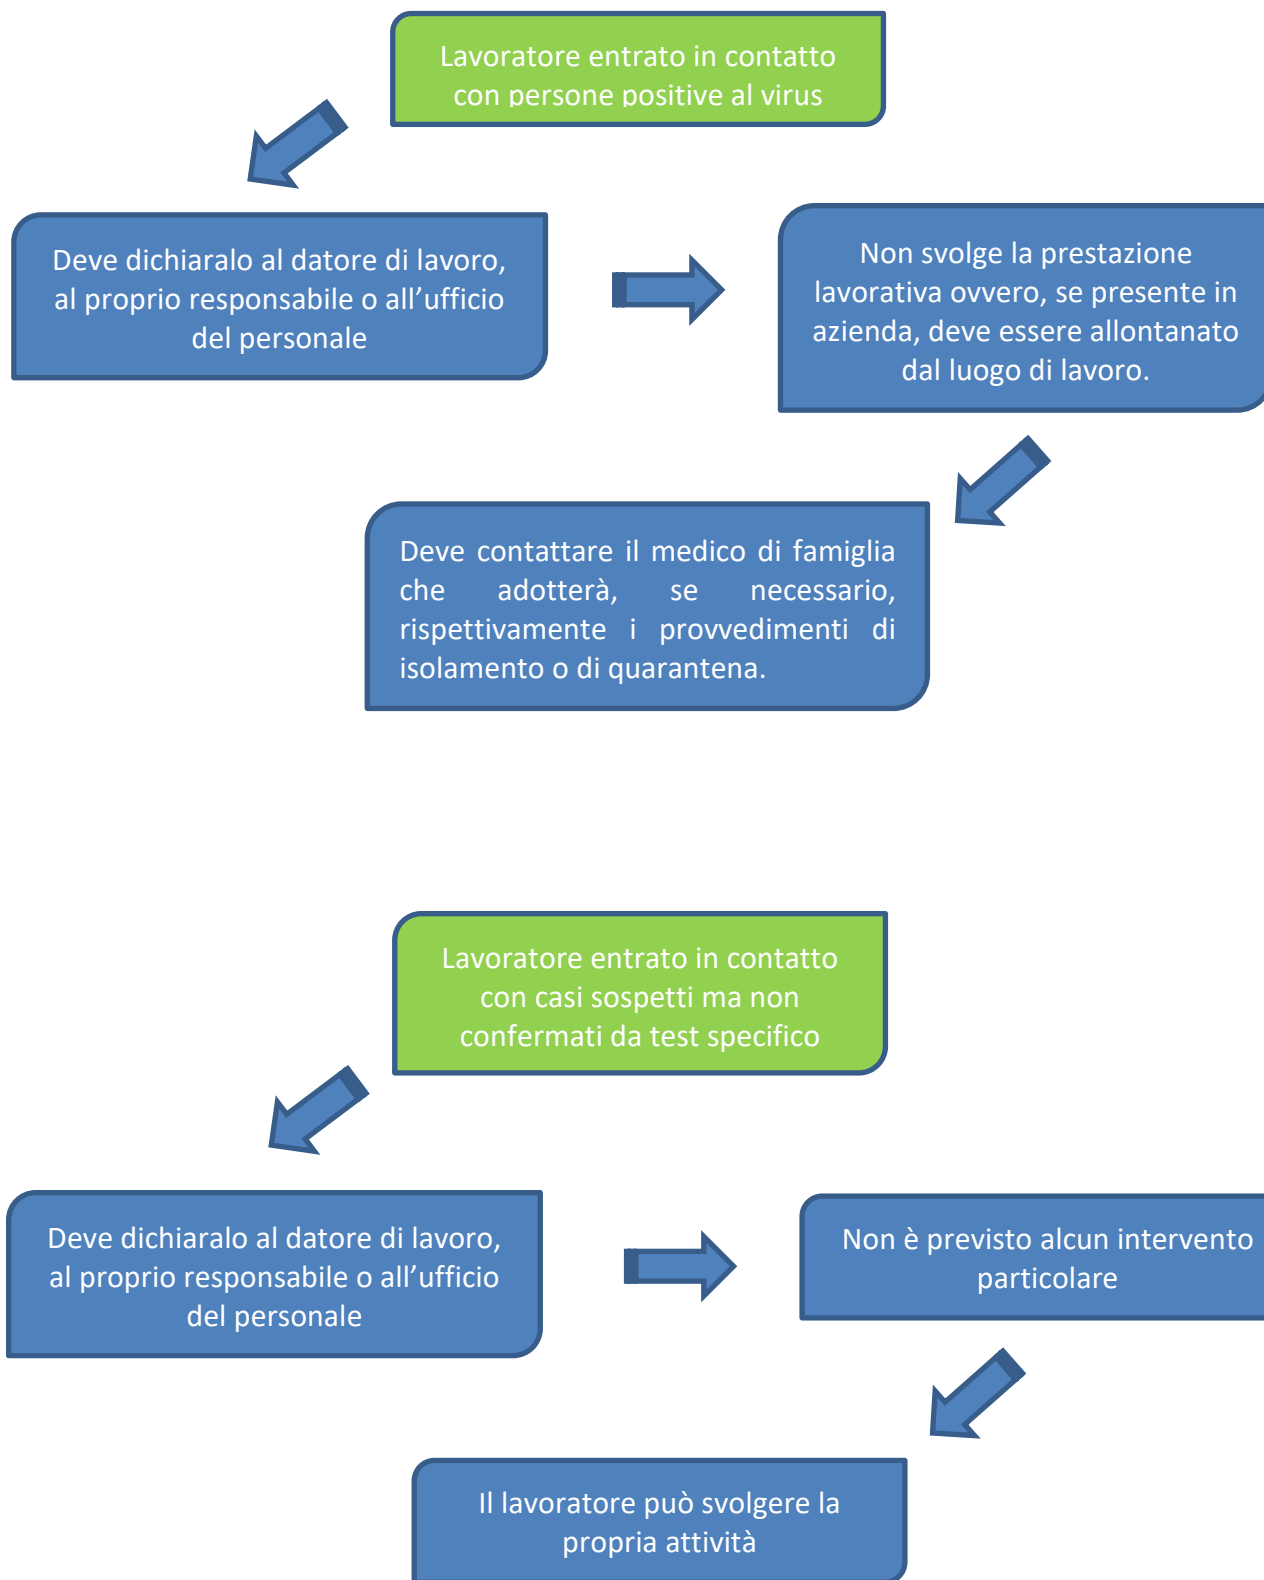 Lavoratore entrato in contatto
con persone positive al virus
Deve dichiaralo al datore di lavoro,
al proprio responsabile o all’ufficio
del personale
Non svolge la prestazione
lavorativa ovvero, se presente in
azienda, deve essere allontanato
dal luogo di lavoro.
Deve contattare il medico di famiglia
che adotterà, se necessario,
rispettivamente i provvedimenti di
isolamento o di quarantena.
Lavoratore entrato in contatto
con casi sospetti ma non
confermati da test specifico
Deve dichiaralo al datore di lavoro,
al proprio responsabile o all’ufficio
del personale
Non è previsto alcun intervento
particolare
Il lavoratore può svolgere la
propria attività